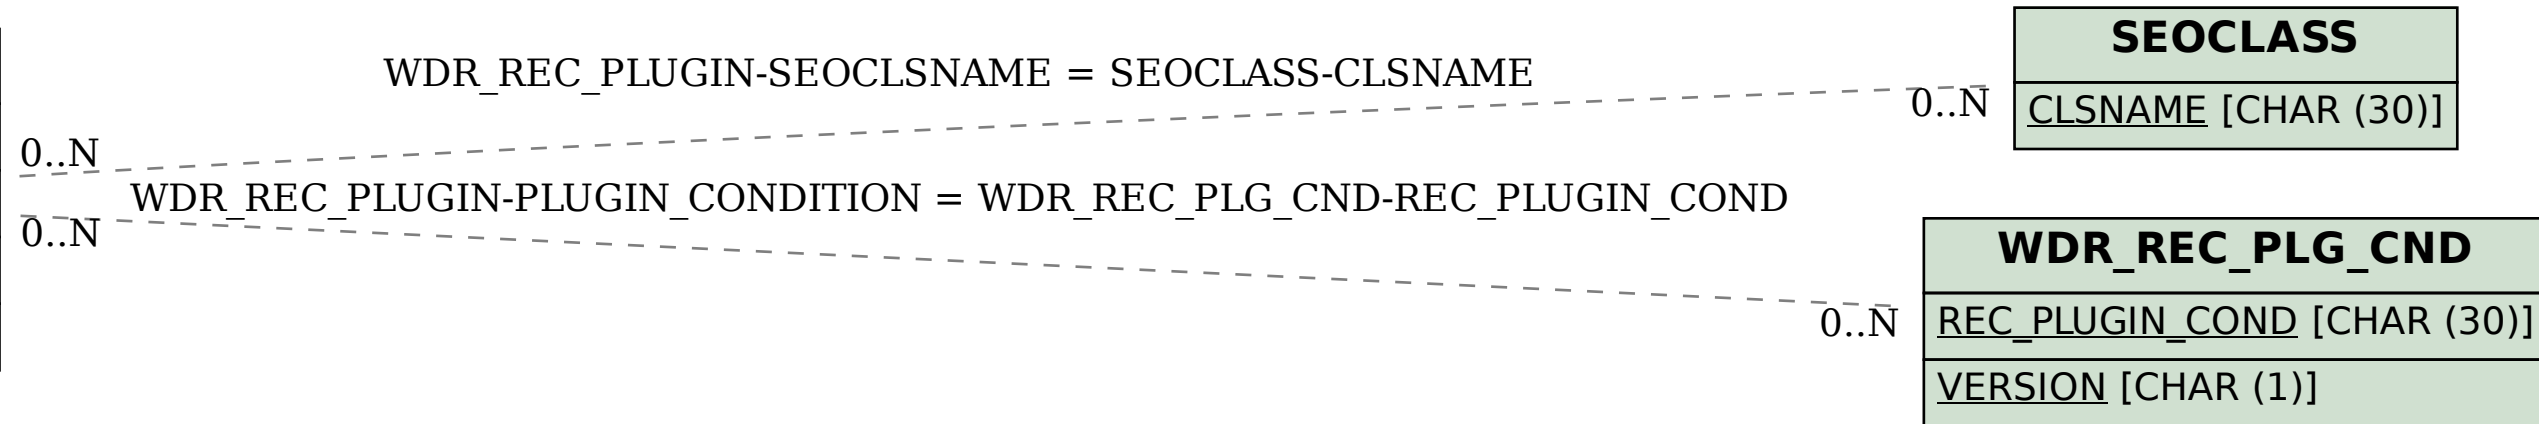 SEOCLASS
WDR_REC_PLUGIN-SEOCLSNAME = SEOCLASS-CLSNAME
0..N
CLSNAME [CHAR (30)]
0..N
WDR_REC_PLUGIN-PLUGIN_CONDITION = WDR_REC_PLG_CND-REC_PLUGIN_COND
0..N
WDR_REC_PLG_CND
0..N
REC_PLUGIN_COND [CHAR (30)]
VERSION [CHAR (1)]